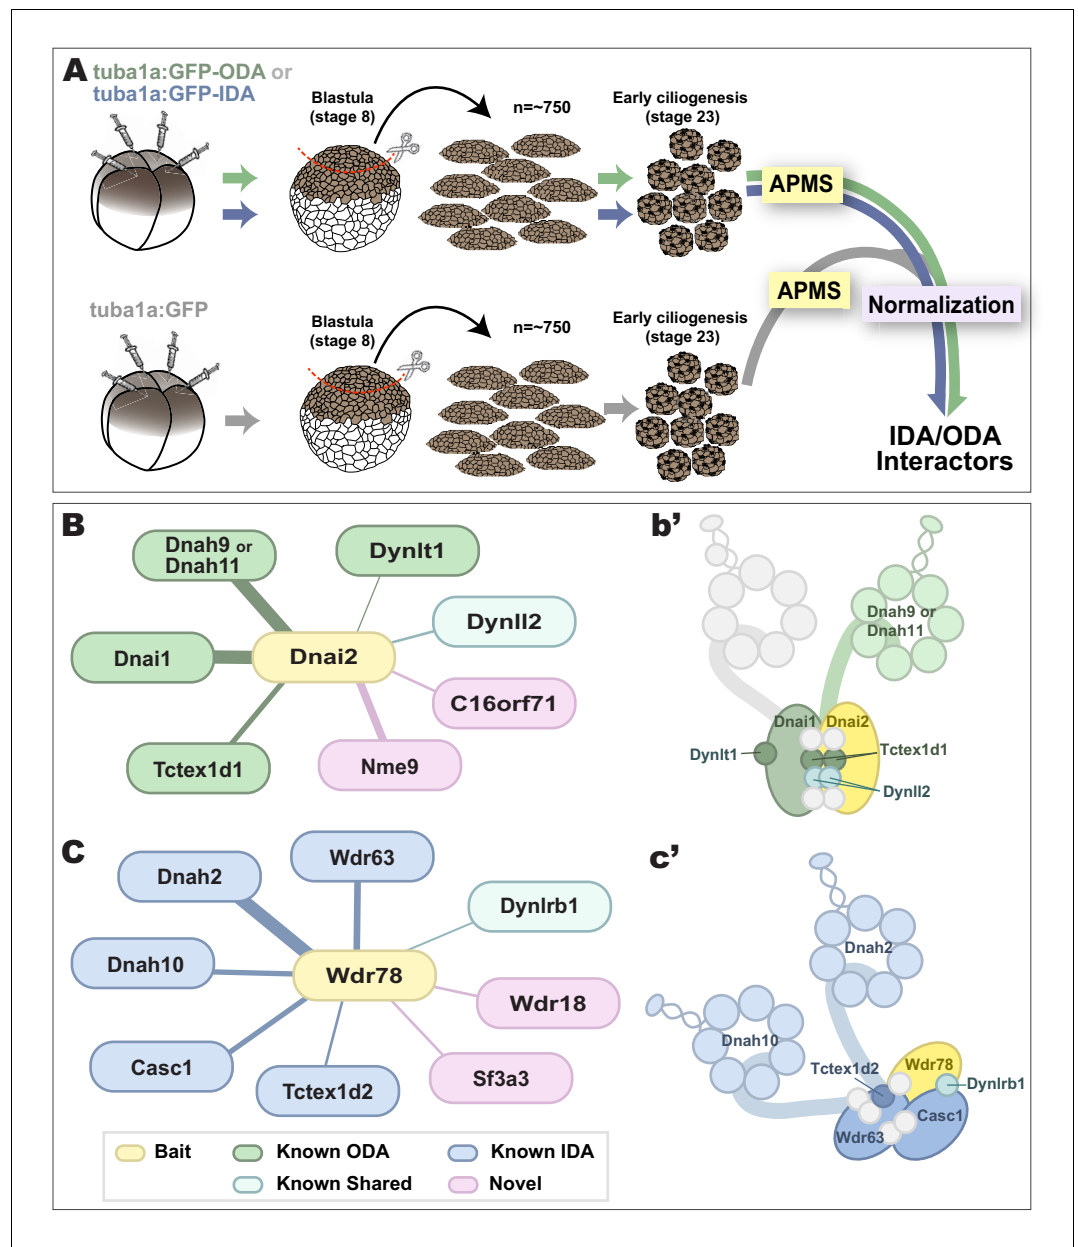 A
tuba1a:GFP-ODA or
tuba1a:GFP-IDA
Blastula
(stage 8)
n=~750
Early ciliogenesis
(stage 23)
APMS
tuba1a:GFP
Blastula
(stage 8)
n=~750
Early ciliogenesis
(stage 23)
APMS
Normalization
IDA/ODA
Interactors
B
Dnah9 or
Dnah11
Dynlt1
Dynll2
Dnai1
Dnai2
C16orf71
Tctex1d1
Nme9
b'
Dnah9 or
Dnah11
Dnai1
Dnai2
Dynlt1
Tctex1d1
Dynll2
C
Dnah2
Wdr63
Dynlrb1
Dnah10
Wdr78
Wdr18
Casc1
Tctex1d2
Sf3a3
c'
Dnah2
Dnah10
Tctex1d2
Wdr78
Dynlrb1
Casc1
Wdr63
Bait
Known ODA
Known IDA
Known Shared
Novel